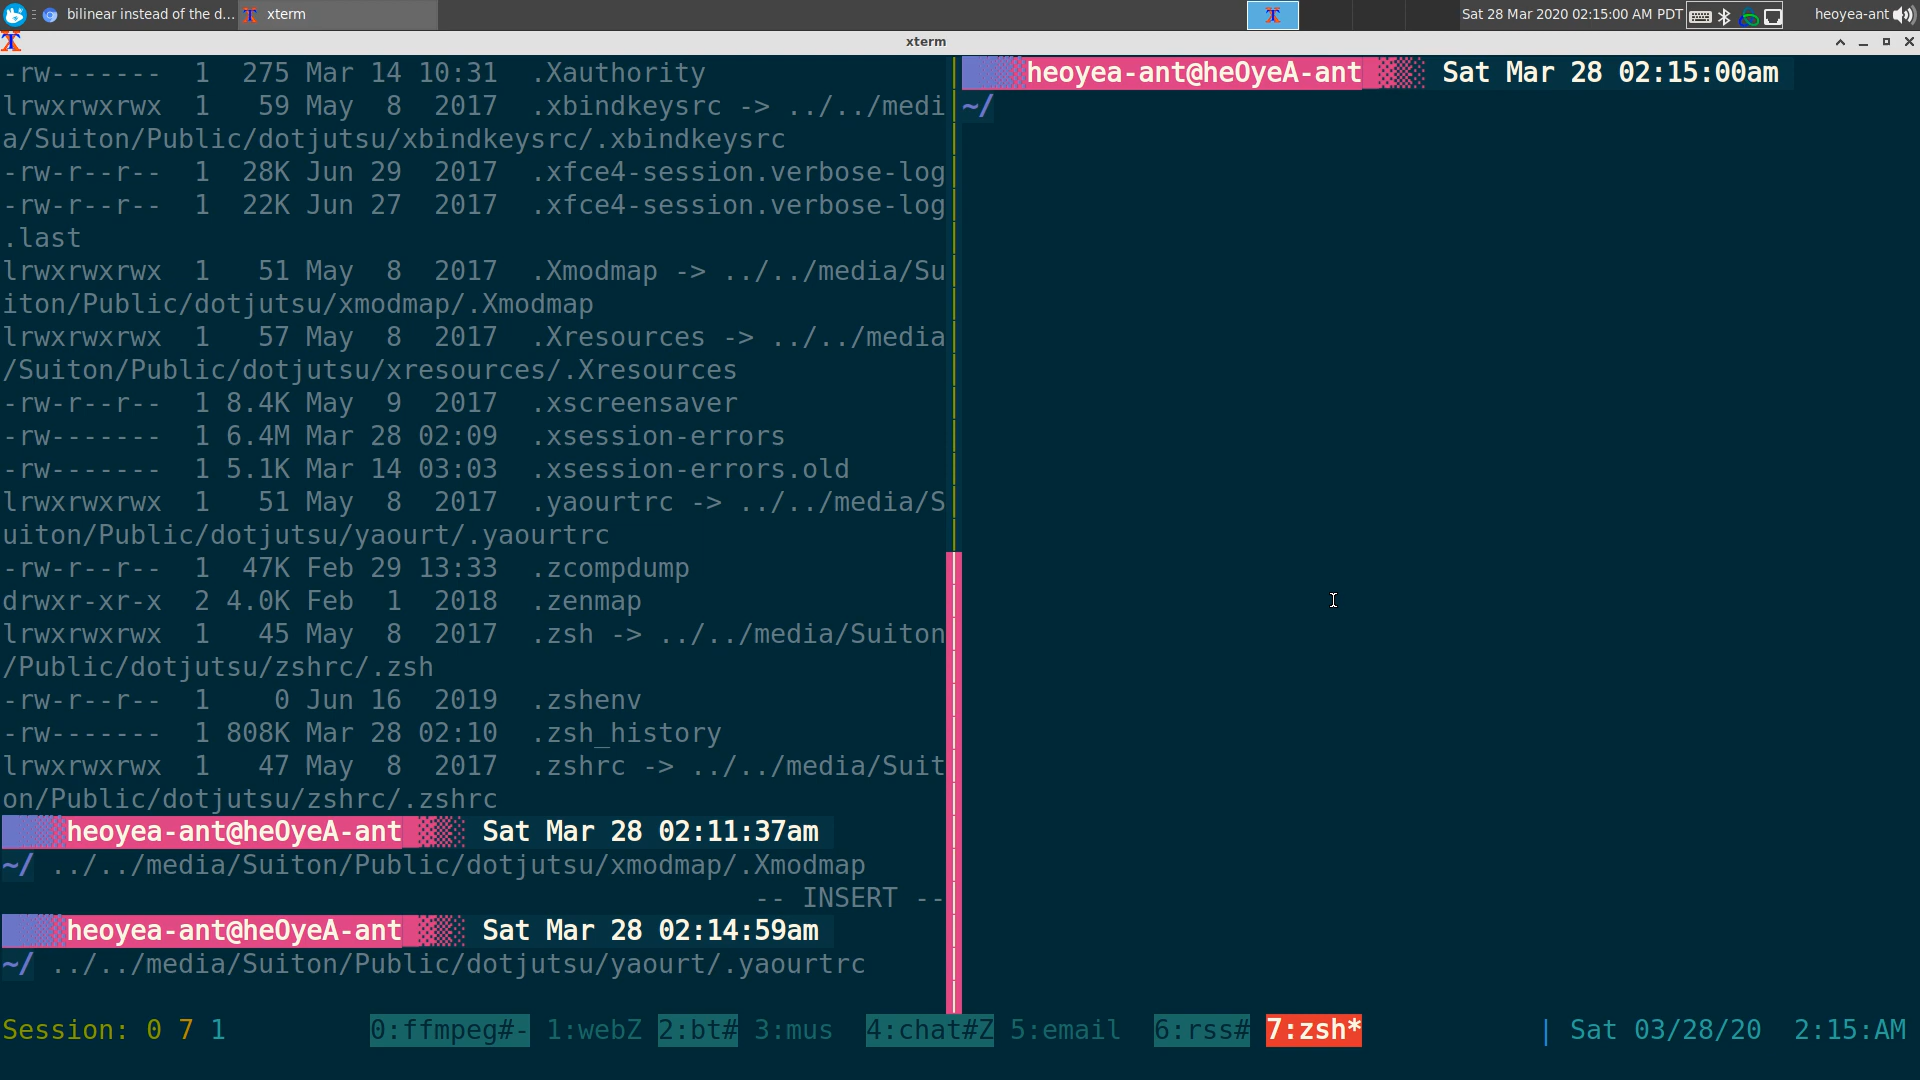 bilinear instead of the d... xterm Sat 28 Mar 2020 02:15:00 AM PDT heoyea-ant
xterm
-rw-------  1  275 Mar 14 10:31  .Xauthority
lrwxrwxrwx  1   59 May  8  2017  .xbindkeysrc -> ../../medi
a/Suiton/Public/dotjutsu/xbindkeysrc/.xbindkeysrc
-rw-r--r--  1  28K Jun 29  2017  .xfce4-session.verbose-log
-rw-r--r--  1  22K Jun 27  2017  .xfce4-session.verbose-log
.last
lrwxrwxrwx  1   51 May  8  2017  .Xmodmap -> ../../media/Su
iton/Public/dotjutsu/xmodmap/.Xmodmap
lrwxrwxrwx  1   57 May  8  2017  .Xresources -> ../../media
/Suiton/Public/dotjutsu/xresources/.Xresources
-rw-r--r--  1 8.4K May  9  2017  .xscreensaver
-rw-------  1 6.4M Mar 28 02:09  .xsession-errors
-rw-------  1 5.1K Mar 14 03:03  .xsession-errors.old
lrwxrwxrwx  1   51 May  8  2017  .yaourtrc -> ../../media/S
uiton/Public/dotjutsu/yaourt/.yaourtrc
-rw-r--r--  1  47K Feb 29 13:33  .zcompdump
drwxr-xr-x  2 4.0K Feb  1  2018  .zenmap
lrwxrwxrwx  1   45 May  8  2017  .zsh -> ../../media/Suiton
/Public/dotjutsu/zshrc/.zsh
-rw-r--r--  1    0 Jun 16  2019  .zshenv
-rw-------  1 808K Mar 28 02:10  .zsh_history
lrwxrwxrwx  1   47 May  8  2017  .zshrc -> ../../media/Suit
on/Public/dotjutsu/zshrc/.zshrc
heoyea-ant@heOyeA-ant Sat Mar 28 02:11:37am
~/ ../../media/Suiton/Public/dotjutsu/xmodmap/.Xmodmap
-- INSERT --
heoyea-ant@heOyeA-ant Sat Mar 28 02:14:59am
~/ ../../media/Suiton/Public/dotjutsu/yaourt/.yaourtrc
heoyea-ant@heOyeA-ant Sat Mar 28 02:15:00am
~/
Session: 0 7 1 0:ffmpeg#- 1:webZ 2:bt# 3:mus 4:chat#Z 5:email 6:rss# 7:zsh* | Sat 03/28/20 2:15:AM